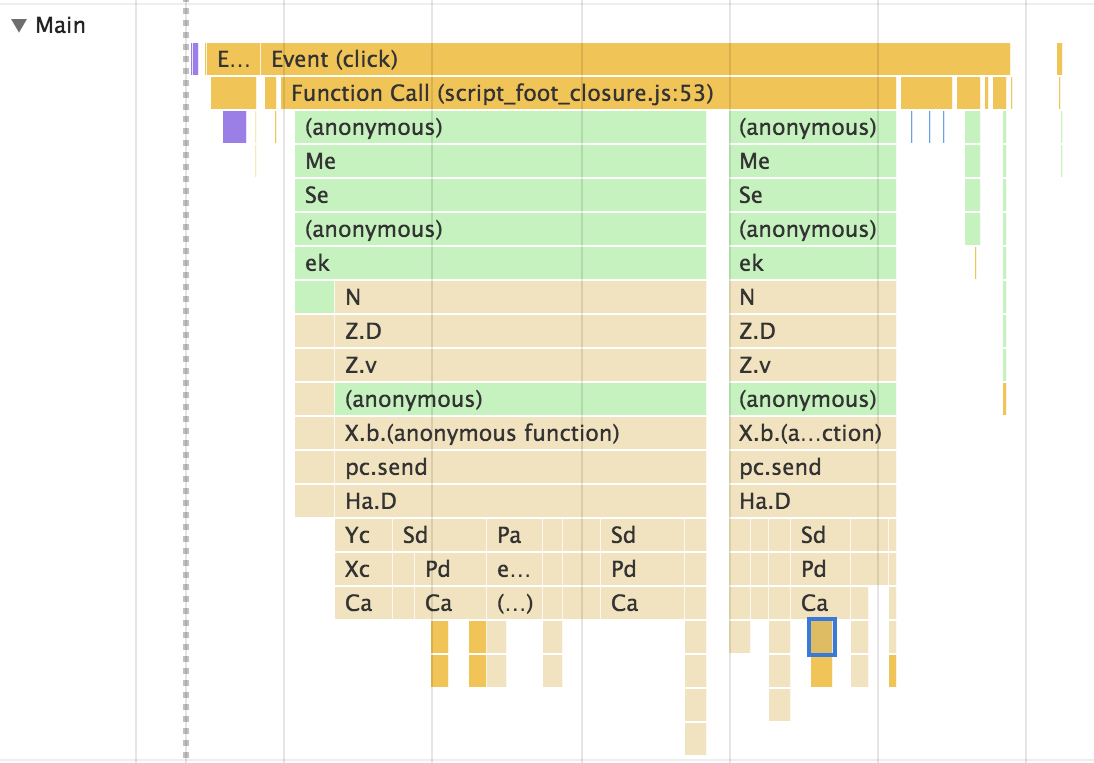 Main
E... Event (click)
Function Call (script_foot_closure.js:53)
(anonymous) (anonymous)
Me Me
Se Se
(anonymous) (anonymous)
ek ek
N N
Z.D Z.D
Z.v Z.v
(anonymous) (anonymous)
X.b.(anonymous function) X.b.(a...ction)
pc.send pc.send
Ha.D Ha.D
Yc Sd Pa Sd Sd
Xc Pd e... Pd Pd
Ca Ca (...) Ca Ca